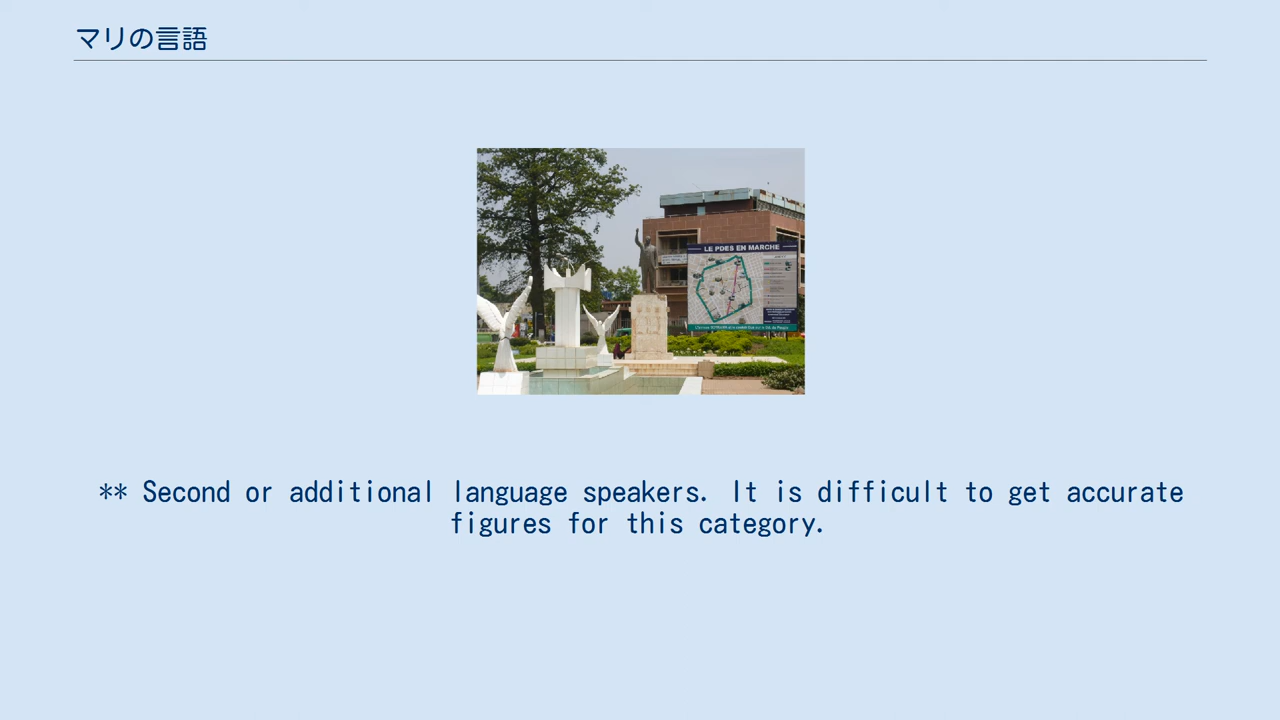 マリの言語
LE PDES EN MARCHE
** Second or additional language speakers. It is difficult to get accurate
figures for this category.